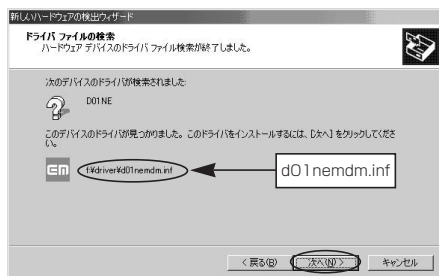 新しいハードウェアの検出ウィザード
ドライバ ファイルの検索
ハードウェア デバイスのドライバ ファイル検索が終了しました。
次のデバイスのドライバが検索されました:
D01NE
このデバイスのドライバが見つかりました。このドライバをインストールするには、[次へ] をクリックしてくださ
い。
f:¥driver¥d01nemdm.inf
d01nemdm.inf
< 戻る(B)
次へ(N) >
キャンセル